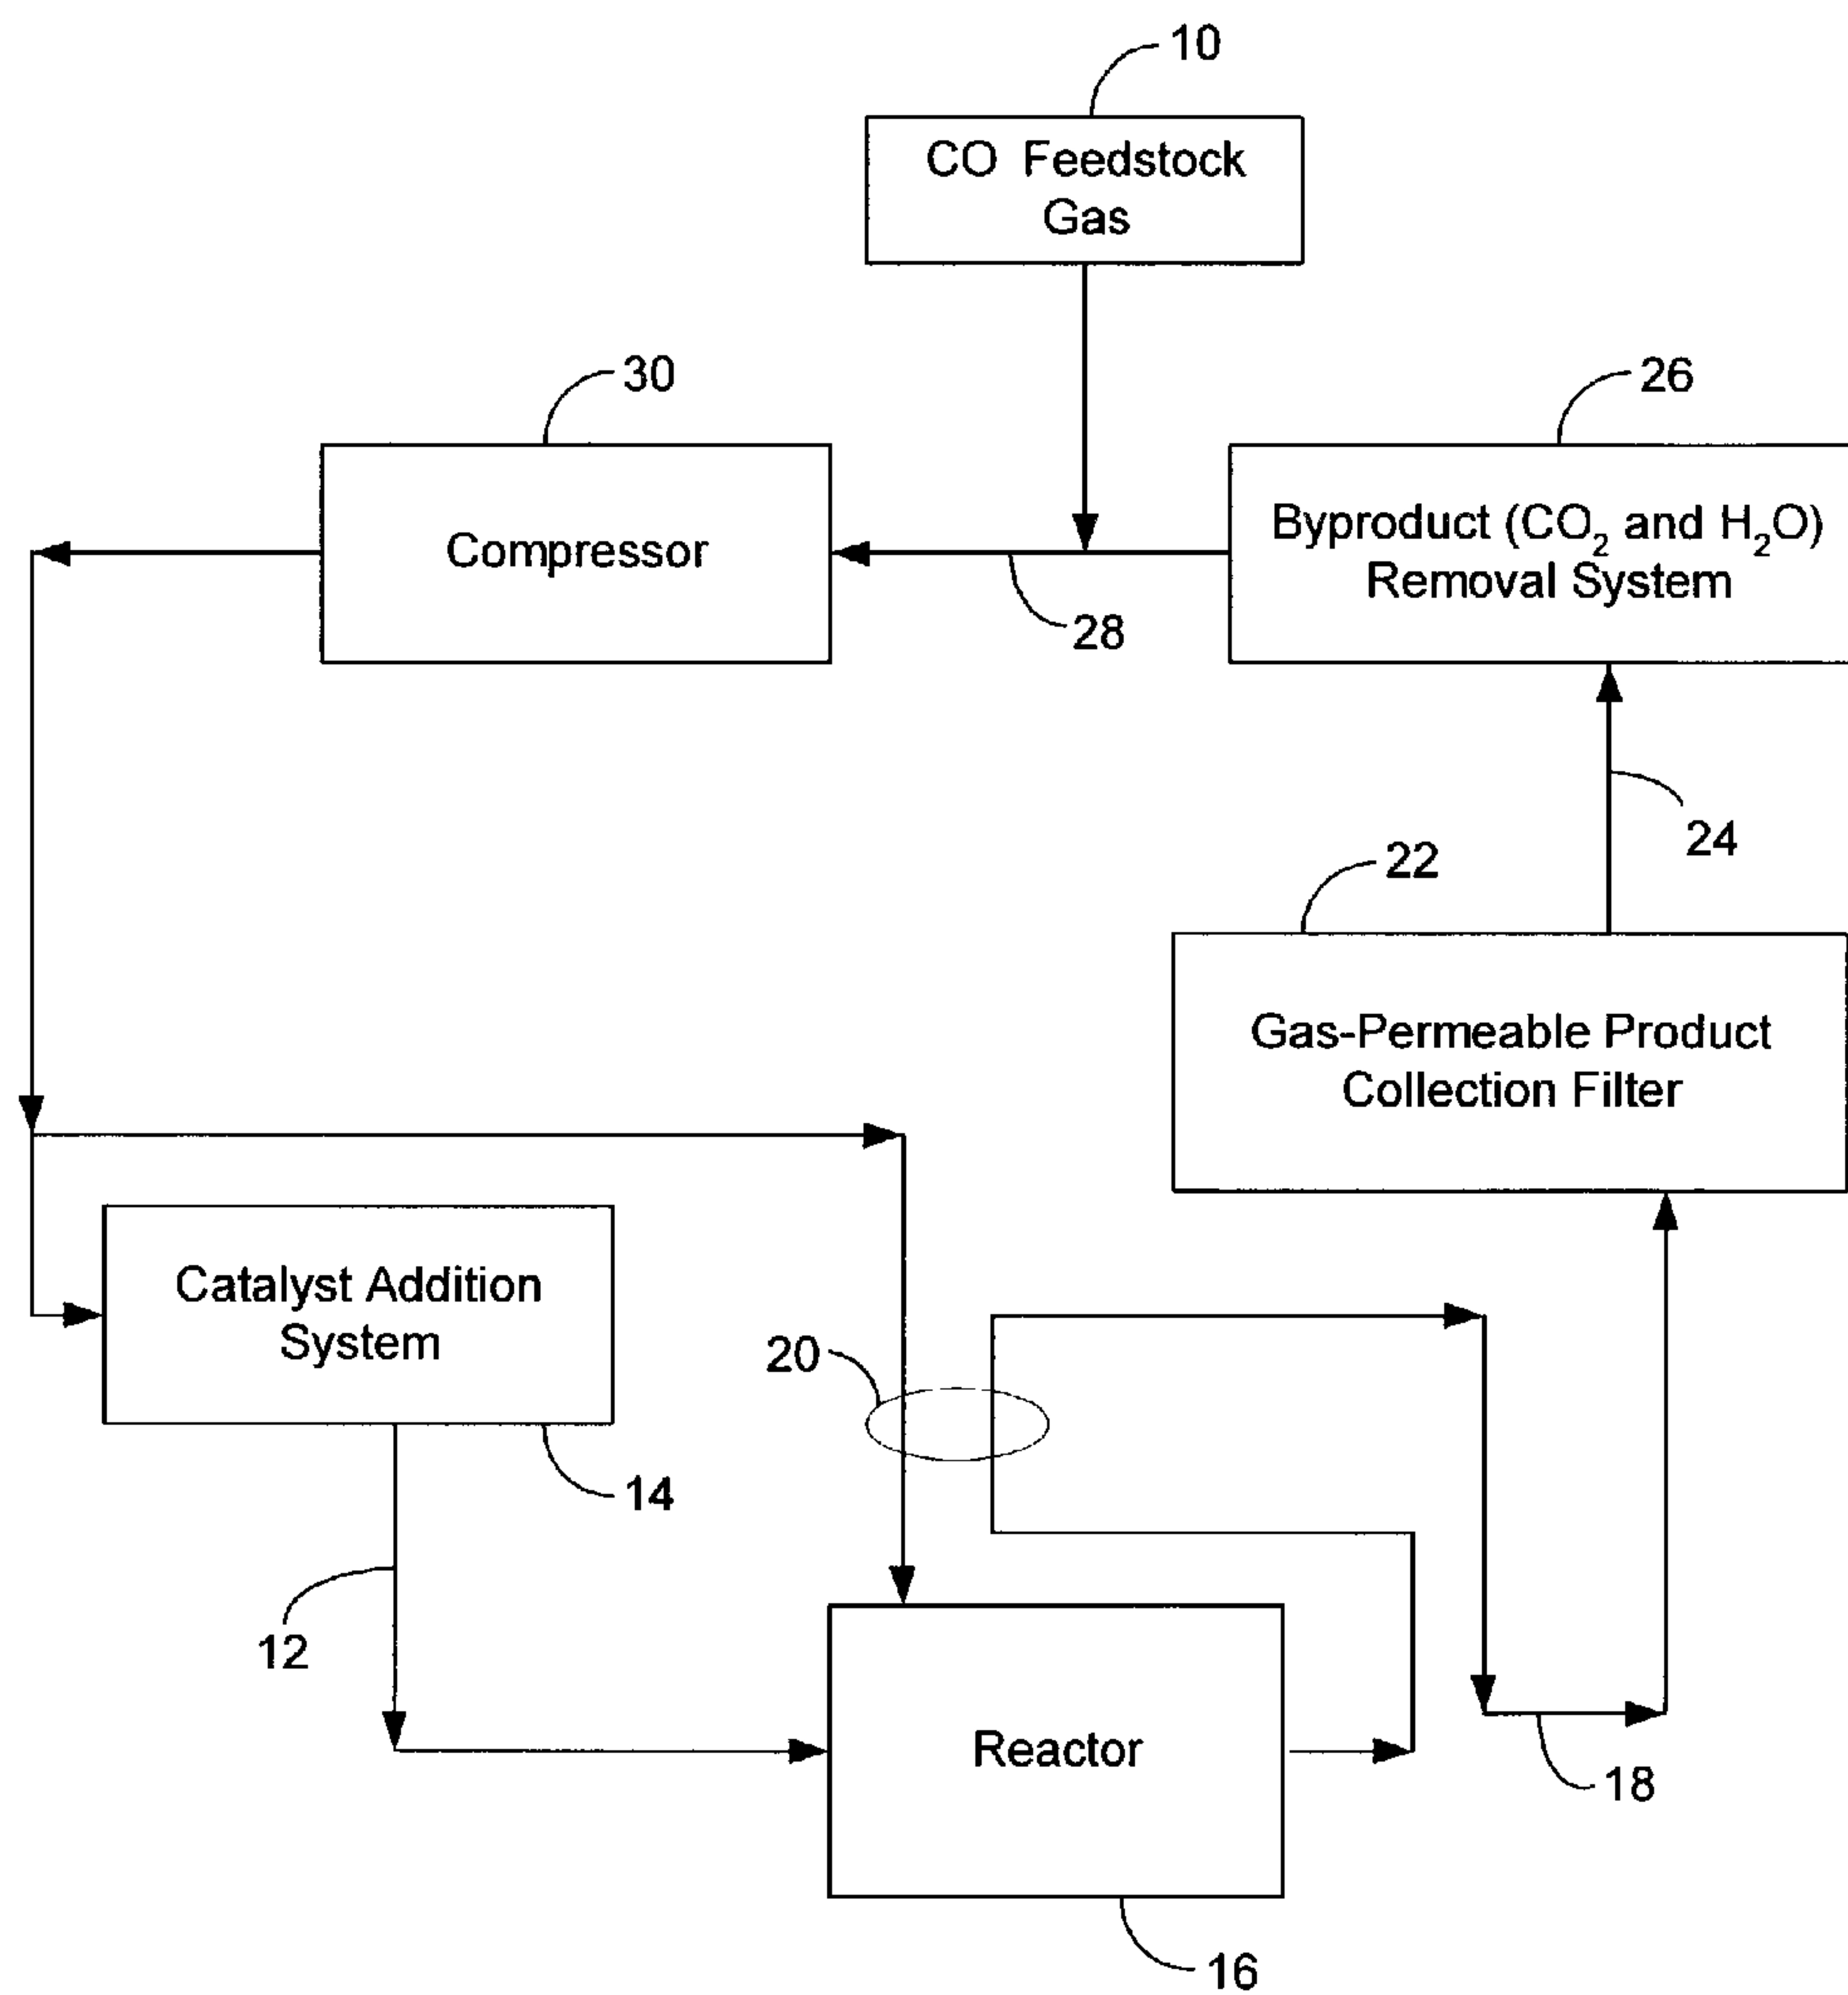 10
CO Feedstock
Gas
30
26
Compressor
Byproduct (CO₂ and H₂O)
Removal System
28
24
22
Gas-Permeable Product
Collection Filter
Catalyst Addition
System
20
14
12
Reactor
18
16